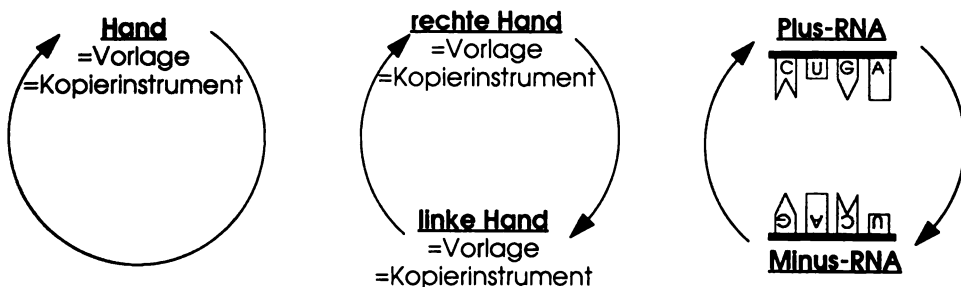 Hand
=Vorlage
=Kopierinstrument
rechte Hand
=Vorlage
=Kopierinstrument
linke Hand
=Vorlage
=Kopierinstrument
Plus-RNA
C U G A
G A C U
Minus-RNA